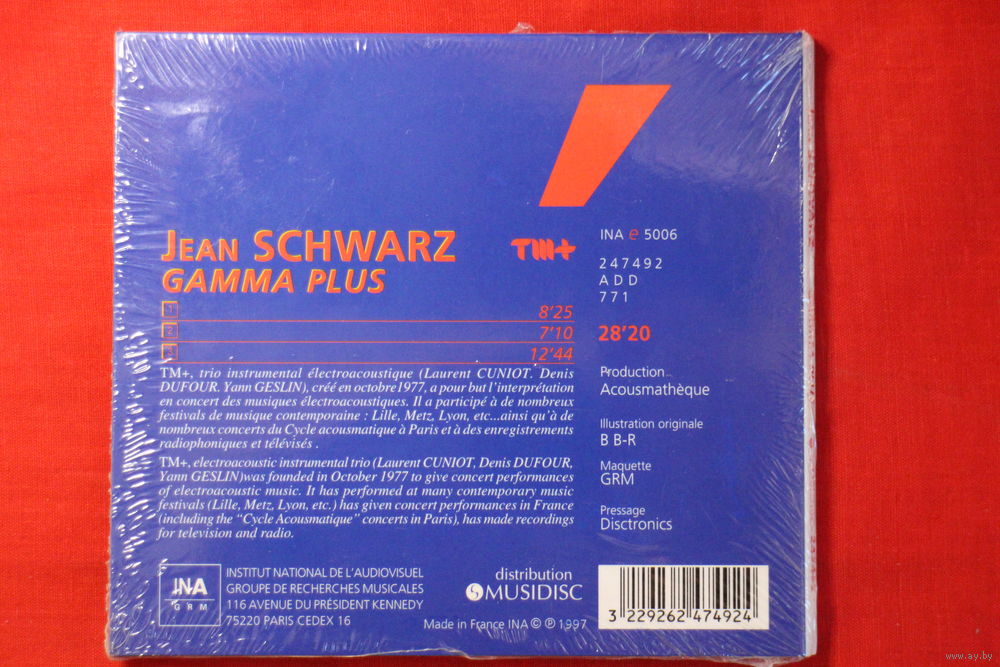 JEAN SCHWARZ
GAMMA PLUS
TM+
1 8’25
2 7’10
3 12’44
TM+, trio instrumental électroacoustique (Laurent CUNIOT, Denis
DUFOUR, Yann GESLIN), créé en octobre1977, a pour but l’interprétation
en concert des musiques électroacoustiques. Il a participé à de nombreux
festivals de musique contemporaine : Lille, Metz, Lyon, etc...ainsi qu’à de
nombreux concerts du Cycle acousmatique à Paris et à des enregistrements
radiophoniques et télévisés .
TM+, electroacoustic instrumental trio (Laurent CUNIOT, Denis DUFOUR,
Yann GESLIN)was founded in October 1977 to give concert performances
of electroacoustic music. It has performed at many contemporary music
festivals (Lille, Metz, Lyon, etc.) has given concert performances in France
(including the “Cycle Acousmatique” concerts in Paris), has made recordings
for television and radio.
INA e 5006
247492
ADD
771
28’20
Production
Acousmathèque
Illustration originale
B B-R
Maquette
GRM
Pressage
Disctronics
INA
GRM
INSTITUT NATIONAL DE L’AUDIOVISUEL
GROUPE DE RECHERCHES MUSICALES
116 AVENUE DU PRÉSIDENT KENNEDY
75220 PARIS CEDEX 16
distribution
MUSIDISC
Made in France INA © ℗ 1997
3 229262 474924
www.ay.by